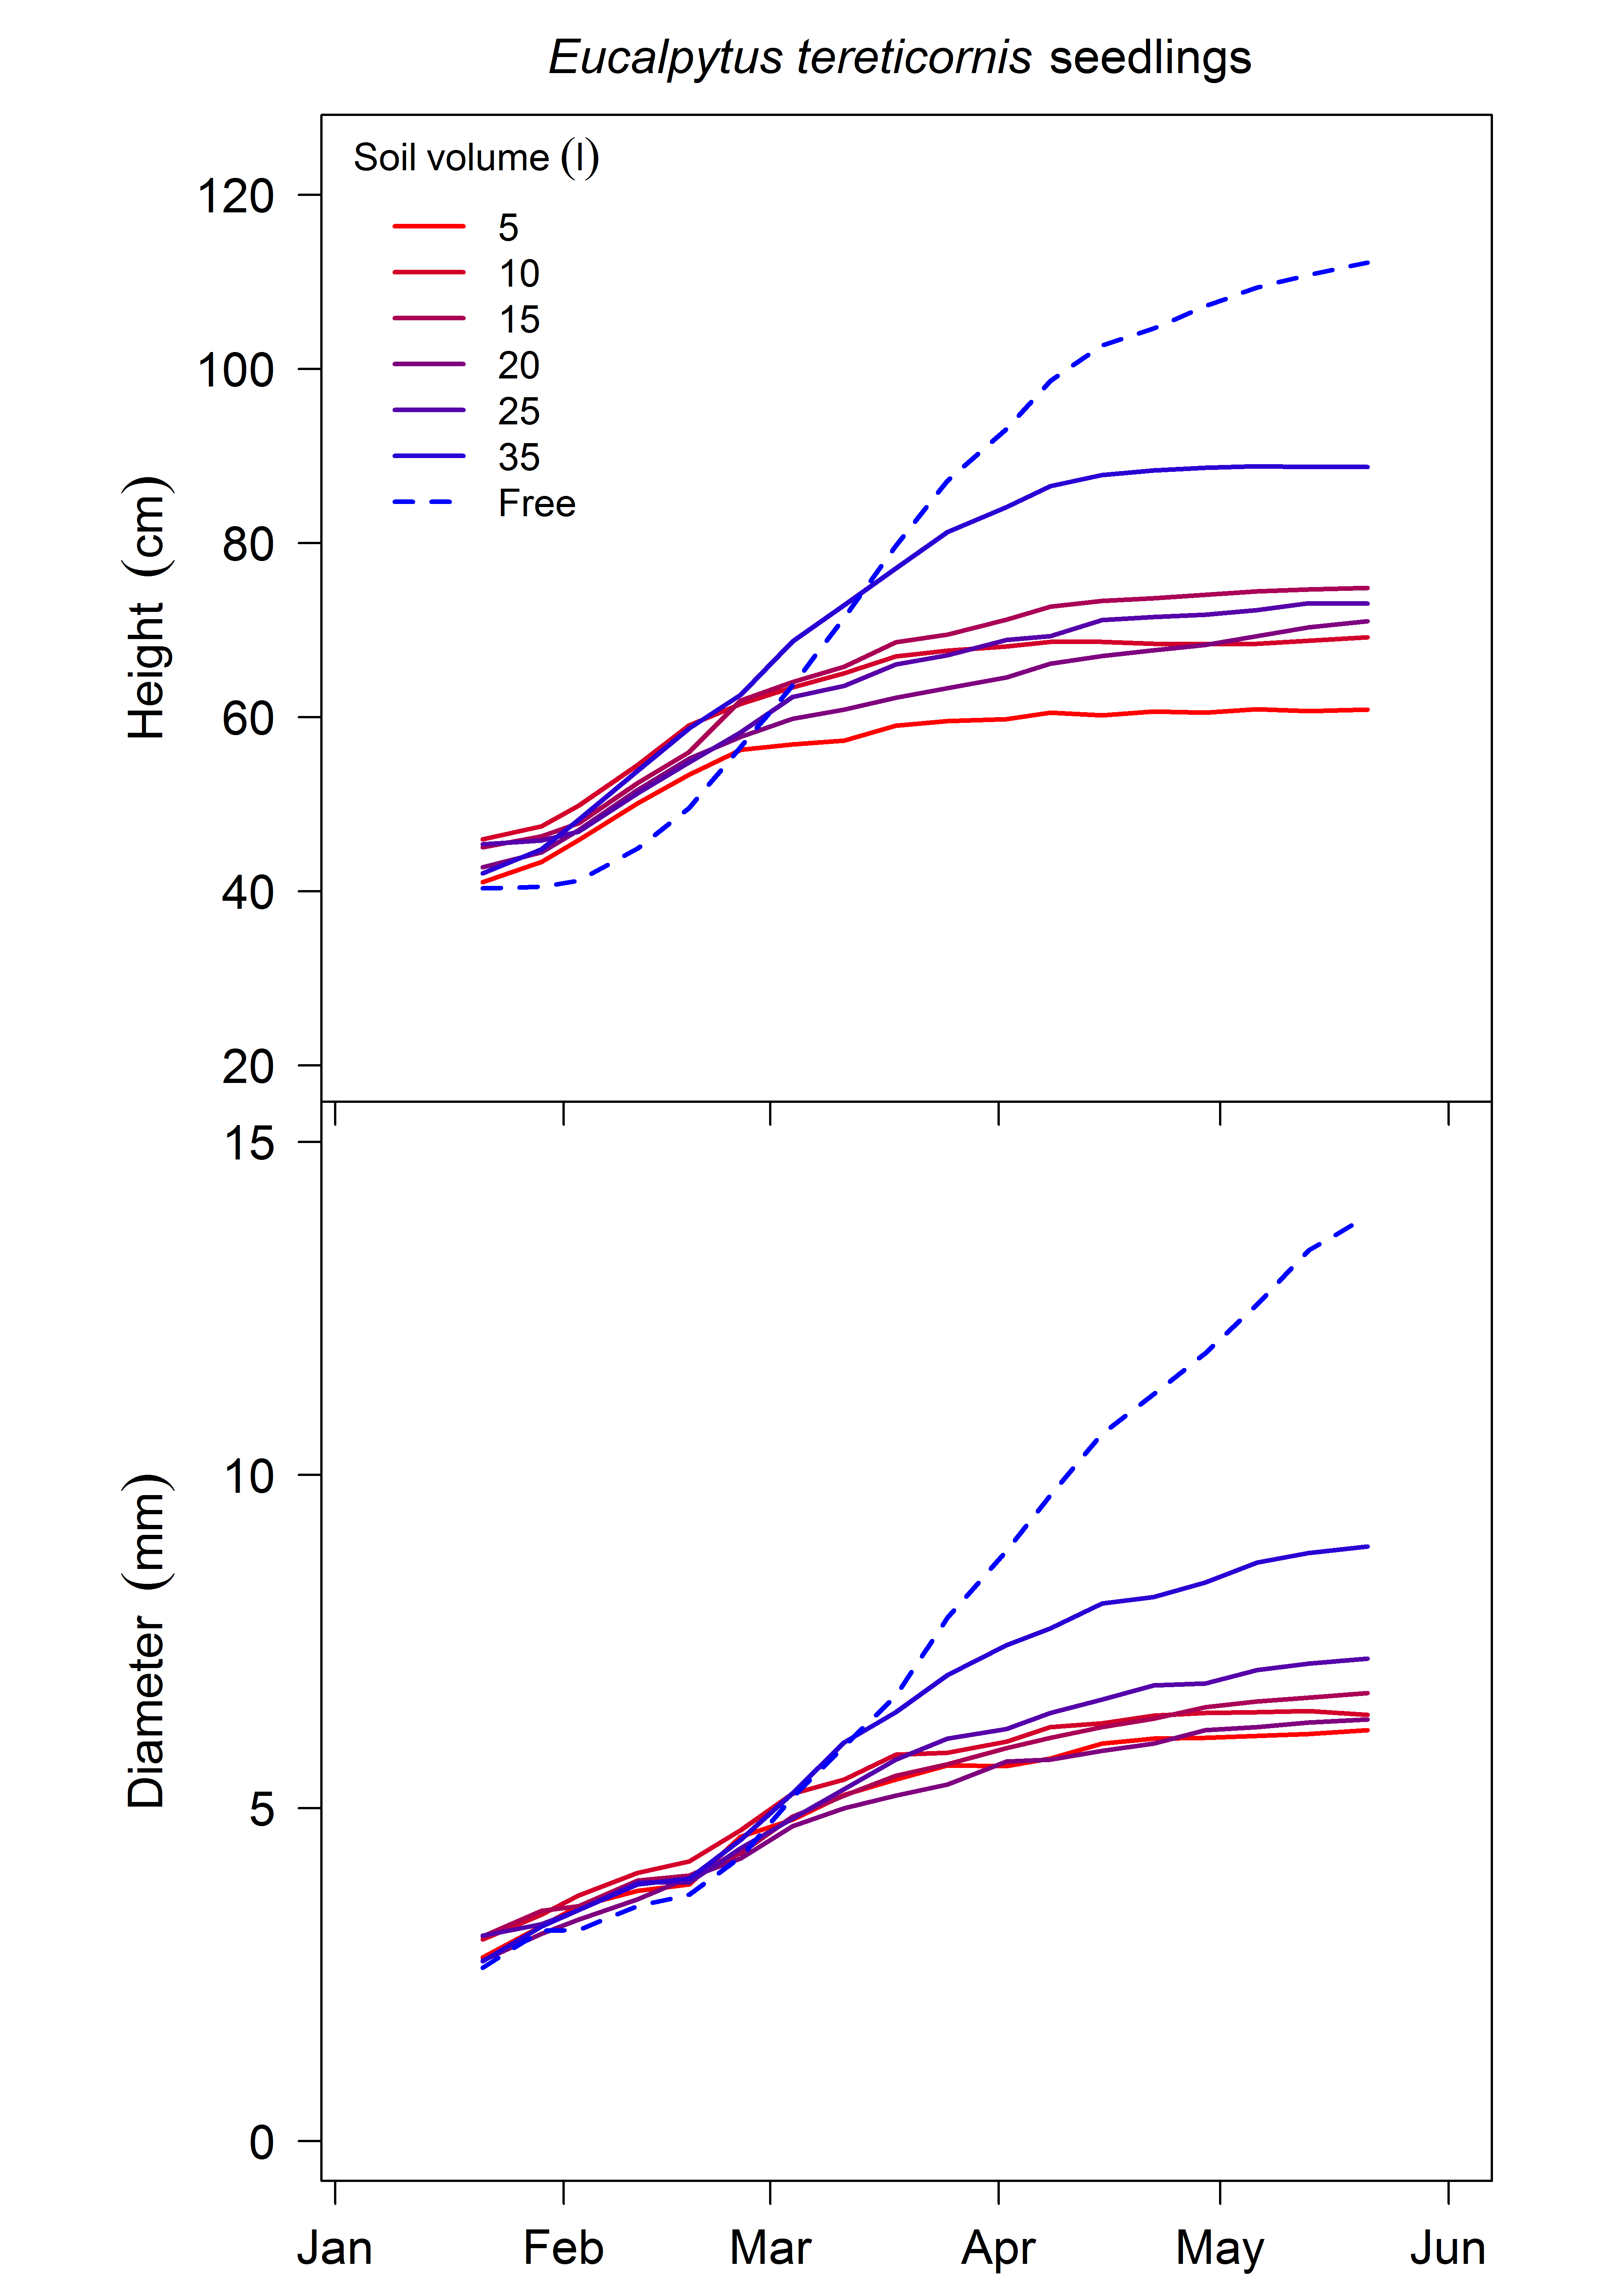 Eucalpytus tereticornis seedlings
Soil volume (l)
5
10
15
20
25
35
Free
120
100
80
60
40
20
Height (cm)
15
10
5
0
Diameter (mm)
Jan Feb Mar Apr May Jun